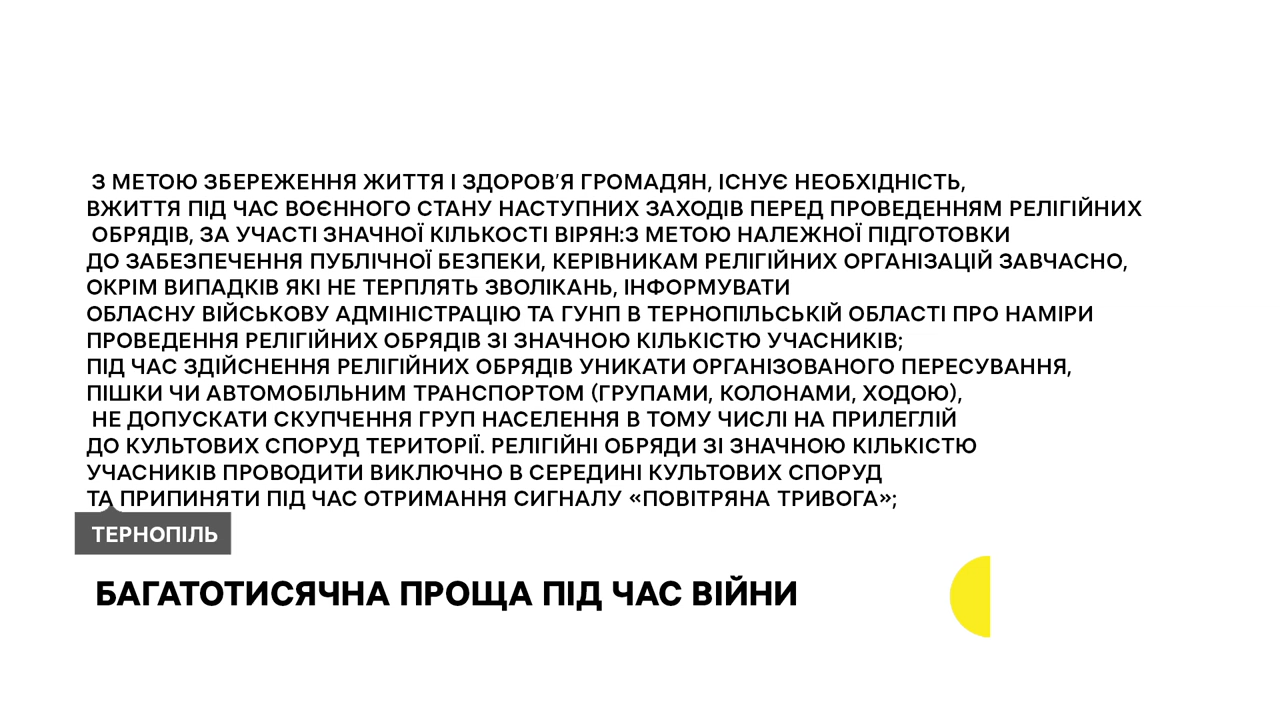 З МЕТОЮ ЗБЕРЕЖЕННЯ ЖИТТЯ І ЗДОРОВ’Я ГРОМАДЯН, ІСНУЄ НЕОБХІДНІСТЬ,
ВЖИТТЯ ПІД ЧАС ВОЄННОГО СТАНУ НАСТУПНИХ ЗАХОДІВ ПЕРЕД ПРОВЕДЕННЯМ РЕЛІГІЙНИХ
ОБРЯДІВ, ЗА УЧАСТІ ЗНАЧНОЇ КІЛЬКОСТІ ВІРЯН:З МЕТОЮ НАЛЕЖНОЇ ПІДГОТОВКИ
ДО ЗАБЕЗПЕЧЕННЯ ПУБЛІЧНОЇ БЕЗПЕКИ, КЕРІВНИКАМ РЕЛІГІЙНИХ ОРГАНІЗАЦІЙ ЗАВЧАСНО,
ОКРІМ ВИПАДКІВ ЯКІ НЕ ТЕРПЛЯТЬ ЗВОЛІКАНЬ, ІНФОРМУВАТИ
ОБЛАСНУ ВІЙСЬКОВУ АДМІНІСТРАЦІЮ ТА ГУНП В ТЕРНОПІЛЬСЬКІЙ ОБЛАСТІ ПРО НАМІРИ
ПРОВЕДЕННЯ РЕЛІГІЙНИХ ОБРЯДІВ ЗІ ЗНАЧНОЮ КІЛЬКІСТЮ УЧАСНИКІВ;
ПІД ЧАС ЗДІЙСНЕННЯ РЕЛІГІЙНИХ ОБРЯДІВ УНИКАТИ ОРГАНІЗОВАНОГО ПЕРЕСУВАННЯ,
ПІШКИ ЧИ АВТОМОБІЛЬНИМ ТРАНСПОРТОМ (ГРУПАМИ, КОЛОНАМИ, ХОДОЮ),
НЕ ДОПУСКАТИ СКУПЧЕННЯ ГРУП НАСЕЛЕННЯ В ТОМУ ЧИСЛІ НА ПРИЛЕГЛІЙ
ДО КУЛЬТОВИХ СПОРУД ТЕРИТОРІЇ. РЕЛІГІЙНІ ОБРЯДИ ЗІ ЗНАЧНОЮ КІЛЬКІСТЮ
УЧАСНИКІВ ПРОВОДИТИ ВИКЛЮЧНО В СЕРЕДИНІ КУЛЬТОВИХ СПОРУД
ТА ПРИПИНЯТИ ПІД ЧАС ОТРИМАННЯ СИГНАЛУ «ПОВІТРЯНА ТРИВОГА»;
ТЕРНОПІЛЬ
БАГАТОТИСЯЧНА ПРОЩА ПІД ЧАС ВІЙНИ